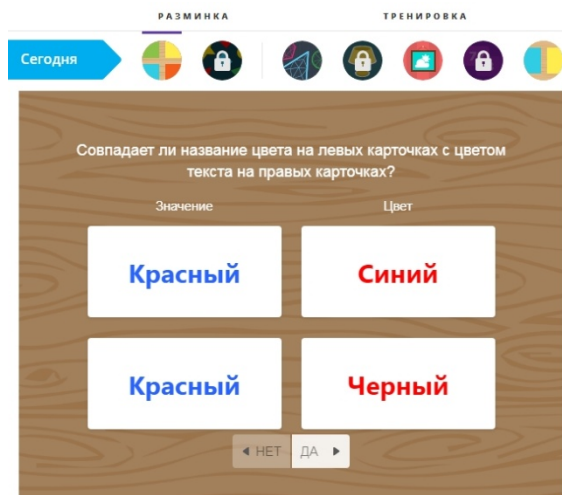 РАЗМИНКА ТРЕНИРОВКА
Сегодня
Совпадает ли название цвета на левых карточках с цветом
текста на правых карточках?
Значение Цвет
Красный Синий
Красный Черный
НЕТ ДА